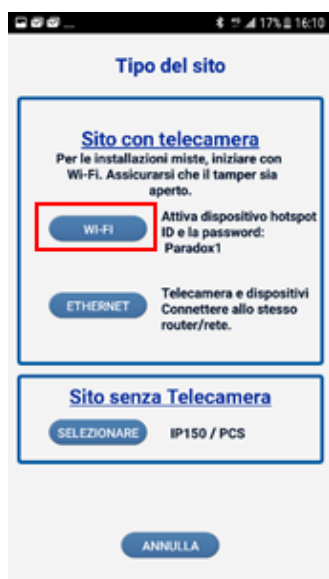 ... 17% 16:10
Tipo del sito
Sito con telecamera
Per le installazioni miste, iniziare con
Wi-Fi. Assicurarsi che il tamper sia
aperto.
WI-FI
Attiva dispositivo hotspot
ID e la password:
Paradox1
ETHERNET
Telecamera e dispositivi
Connettere allo stesso
router/rete.
Sito senza Telecamera
SELEZIONARE
IP150 / PCS
ANNULLA